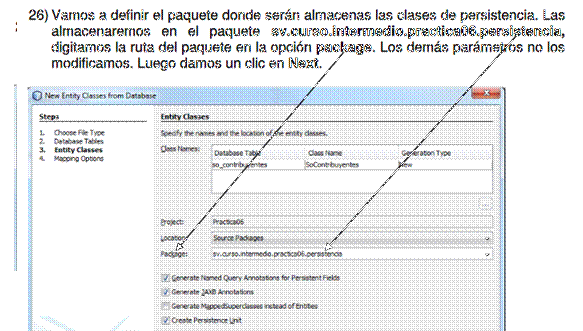 26) Vamos a definir el paquete donde serán almacenas las clases de persistencia. Las
almacenaremos en el paquete sv.curso.intermedio.practica06.persistencia,
digitamos la ruta del paquete en la opción package. Los demás parámetros no los
modificamos. Luego damos un clic en Next.
New Entity Classes from Database
Steps
1. Choose File Type
2. Database Tables
3. Entity Classes
4. Mapping Options
Entity Classes
Specify the names and the location of the entity classes.
Class Names:
Database Table Class Name Generation Type
so_contribuyentes SoContribuyentes New
...
Project: Practica06
Location: Source Packages
Package: sv.curso.intermedio.practica06.persistencia
Generate Named Query Annotations for Persistent Fields
Generate JAXB Annotations
Generate MappedSuperclasses instead of Entities
Create Persistence Unit